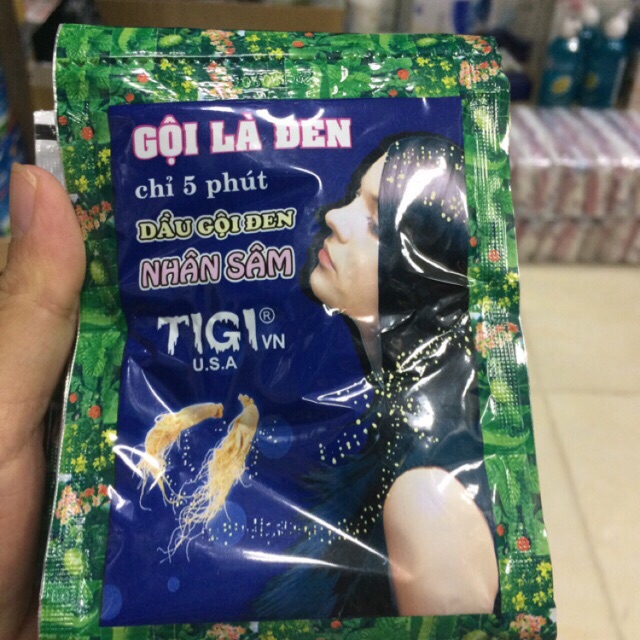 GỘI LÀ ĐEN
chỉ 5 phút
DẦU GỘI ĐEN
NHÂN SÂM
TIGI® VN
U.S.A